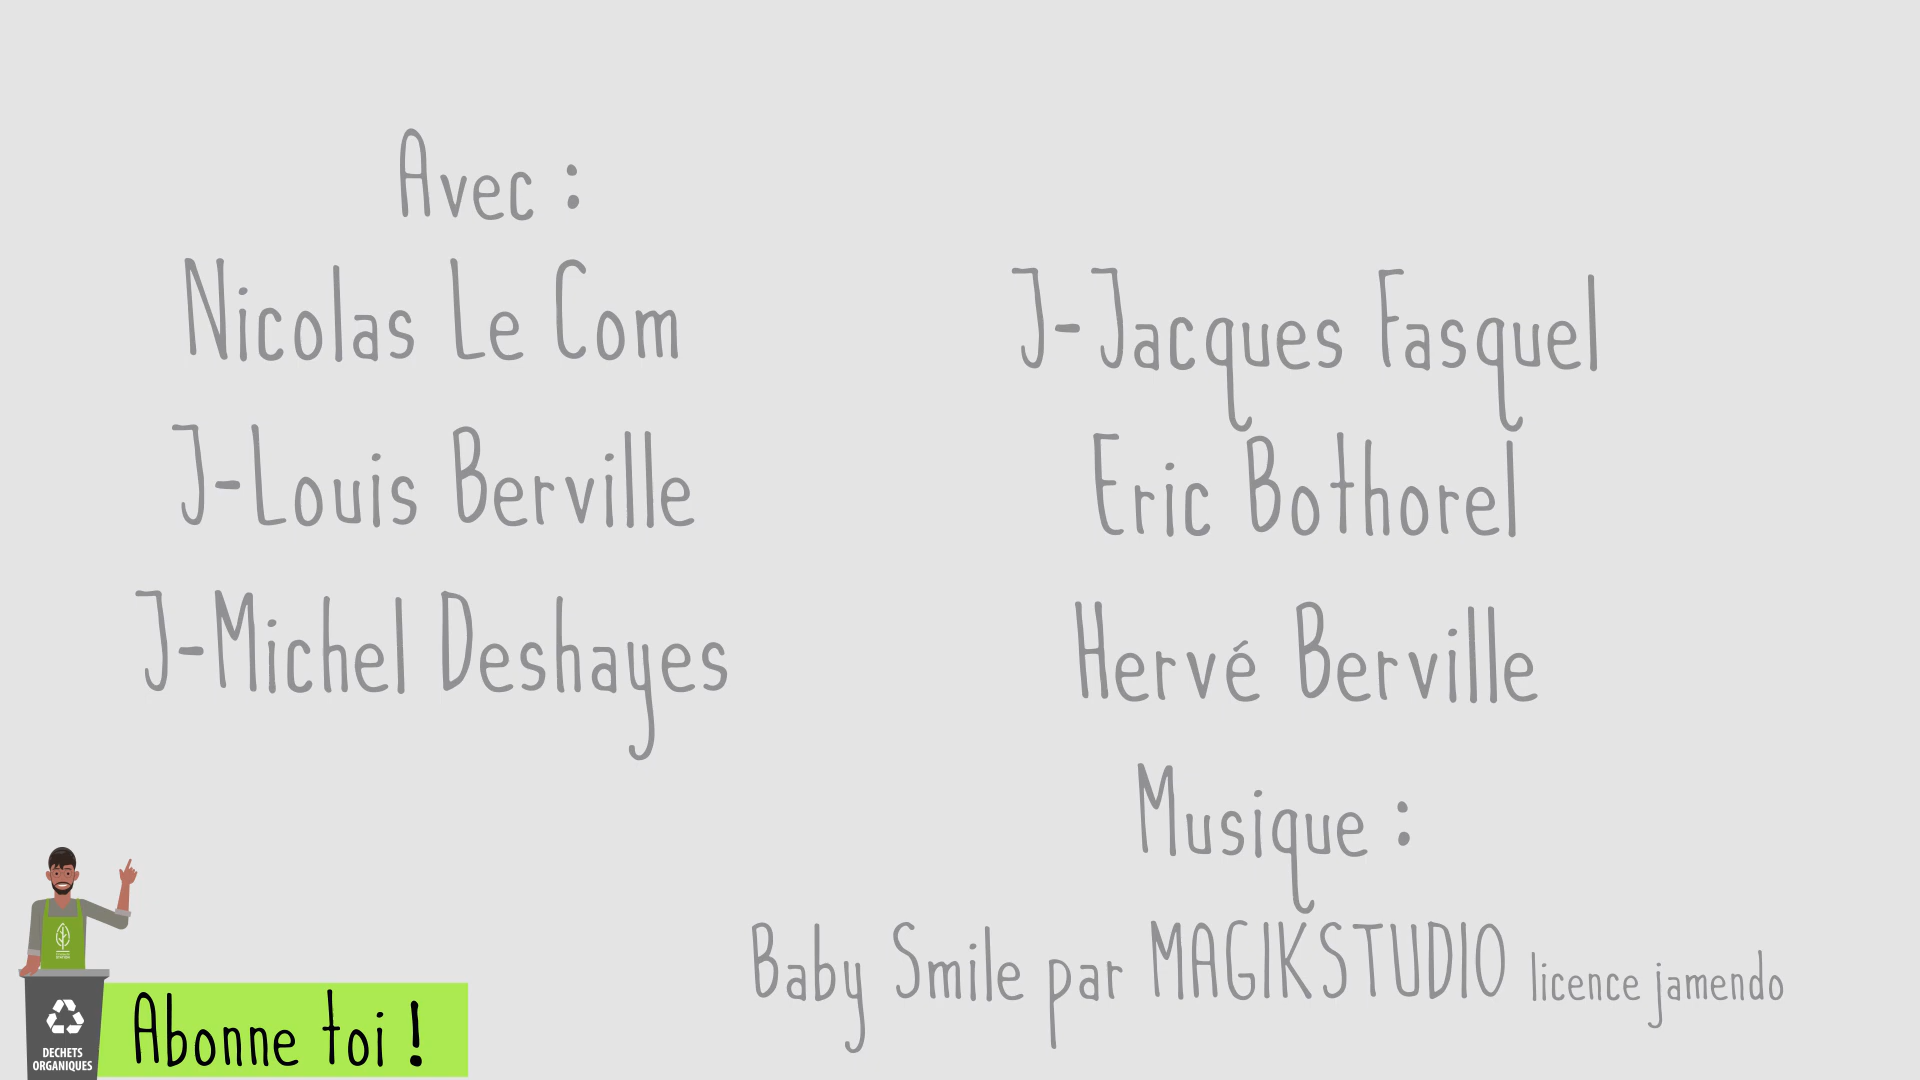 Avec :
Nicolas Le Com
J-Louis Berville
J-Michel Deshayes
J-Jacques Fasquel
Eric Bothorel
Hervé Berville
Musique :
Baby Smile par MAGIKSTUDIO licence jamendo
DECHETS
ORGANIQUES
Abonne toi !